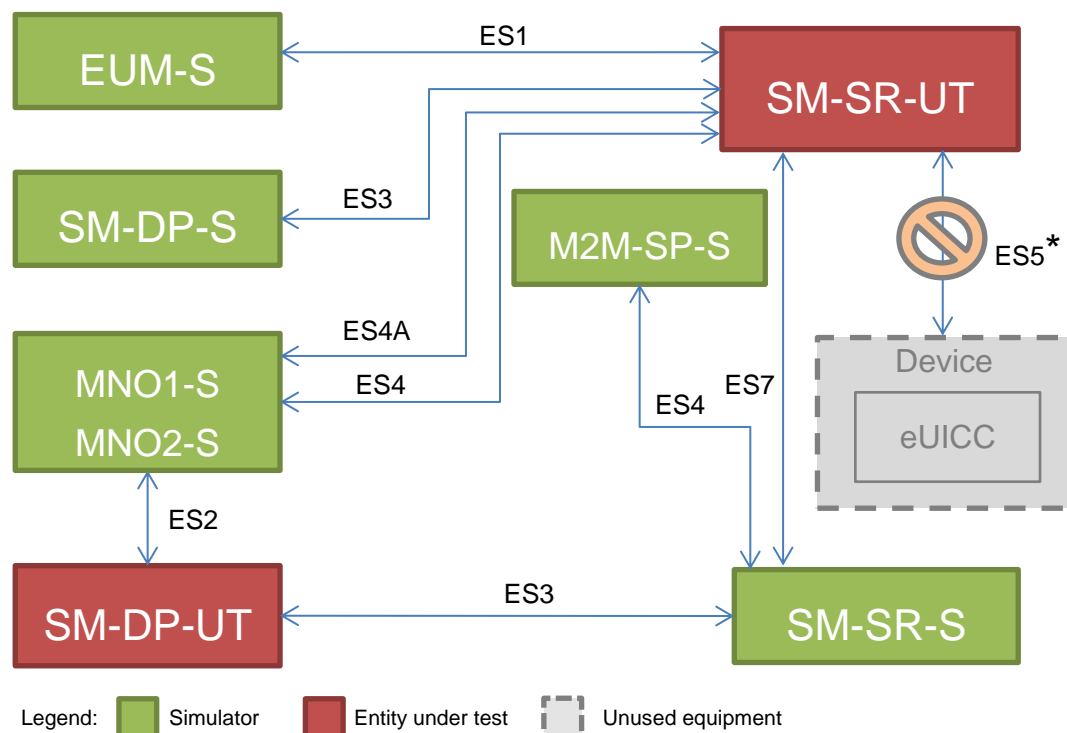 ES1
EUM-S
SM-SR-UT
ES3
SM-DP-S
M2M-SP-S
ES5*
ES4A
MNO1-S
MNO2-S
ES4
ES4
ES7
Device
eUICC
ES2
SM-DP-UT
ES3
SM-SR-S
Legend:
Simulator
Entity under test
Unused equipment